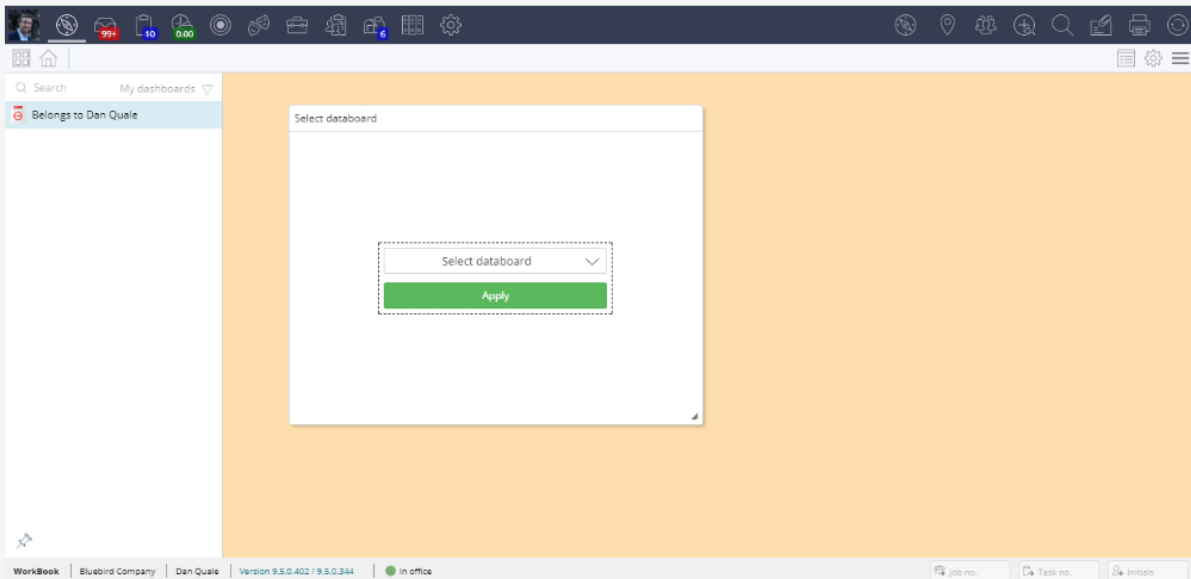 99+
10
0.00
6
Search
My dashboards
Belongs to Dan Quale
Select databoard
Select databoard
Apply
WorkBook
Bluebird Company
Dan Quale
Version 9.5.0.402 / 9.5.0.344
In office
Job no.
Task no.
Initials